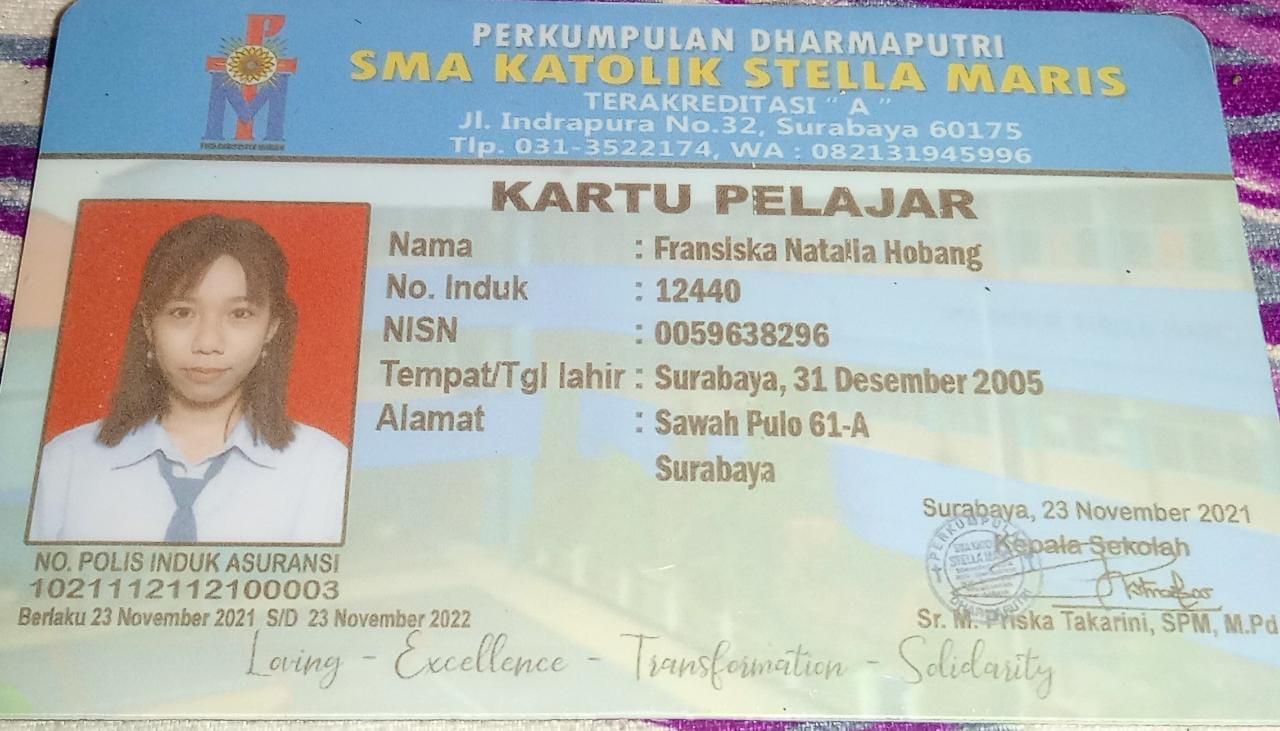 PERKUMPULAN DHARMAPUTRI
SMA KATOLIK STELLA MARIS
TERAKREDITASI " A "
Jl. Indrapura No.32, Surabaya 60175
Tlp. 031-3522174, WA : 082131945996
KARTU PELAJAR
Nama : Fransiska Natalia Hobang
No. Induk : 12440
NISN : 0059638296
Tempat/Tgl lahir : Surabaya, 31 Desember 2005
Alamat : Sawah Pulo 61-A
Surabaya
Surabaya, 23 November 2021
Kepala Sekolah
Sr. M. Priska Takarini, SPM, M.Pd
NO. POLIS INDUK ASURANSI
1021112112100003
Berlaku 23 November 2021 S/D 23 November 2022
Loving - Excellence - Transformation - Solidarity